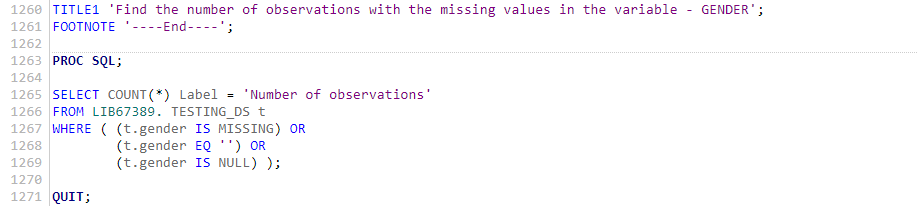 1260 TITLE1 'Find the number of observations with the missing values in the variable - GENDER';
1261 FOOTNOTE '----End----';
1262
1263 PROC SQL;
1264
1265 SELECT COUNT(*) Label = 'Number of observations'
1266 FROM LIB67389. TESTING_DS t
1267 WHERE ( (t.gender IS MISSING) OR
1268         (t.gender EQ '') OR
1269         (t.gender IS NULL) );
1270
1271 QUIT;